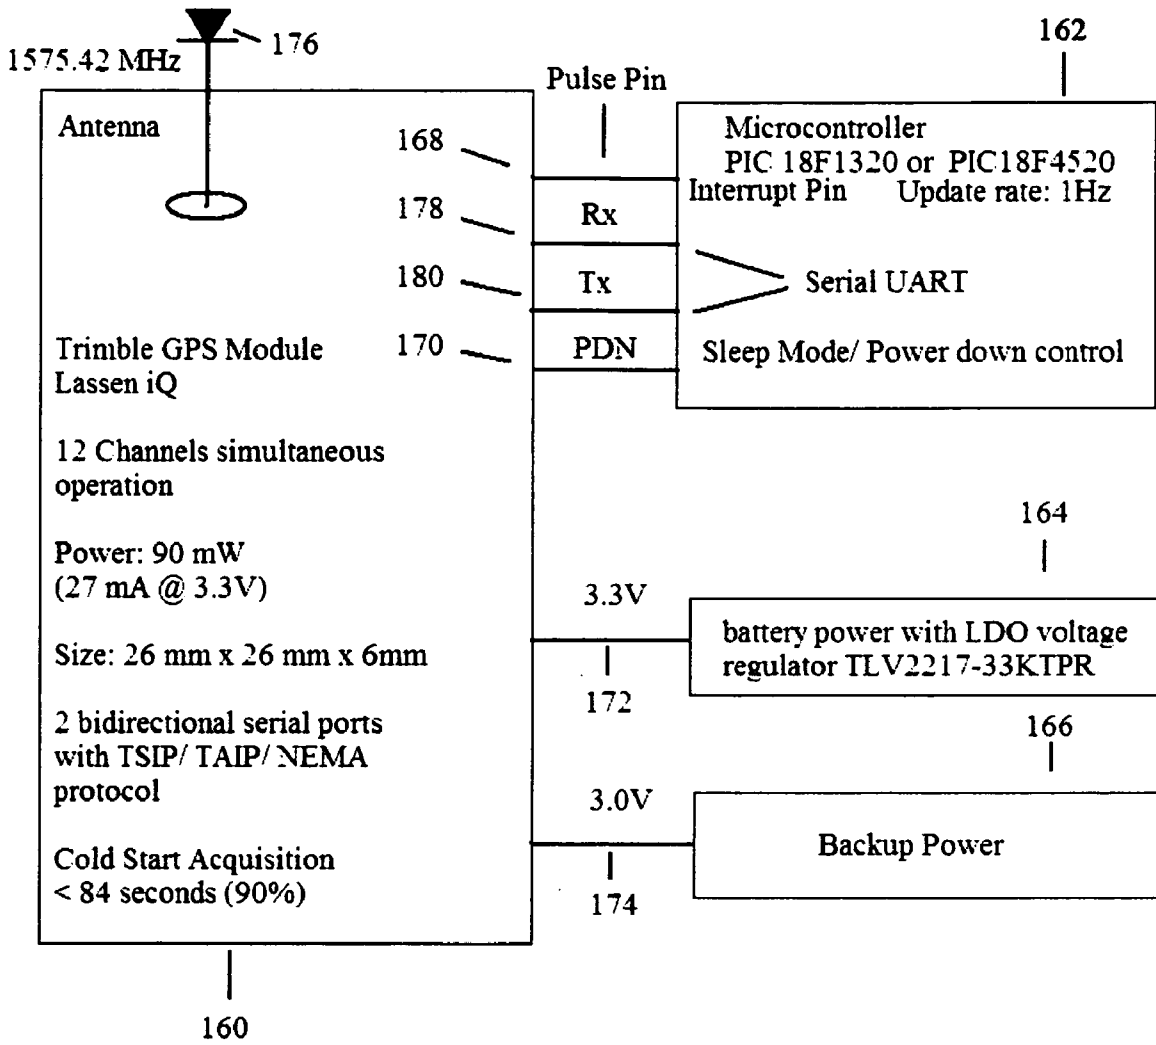 176
1575.42 MHz
162
Pulse Pin
Antenna
168
Microcontroller
PIC 18F1320 or PIC18F4520
Interrupt Pin Update rate: 1Hz
178
Rx
180
Tx
Serial UART
170
PDN
Sleep Mode/ Power down control
Trimble GPS Module
Lassen iQ
12 Channels simultaneous
operation
Power: 90 mW
(27 mA @ 3.3V)
Size: 26 mm x 26 mm x 6mm
2 bidirectional serial ports
with TSIP/ TAIP/ NEMA
protocol
Cold Start Acquisition
< 84 seconds (90%)
164
3.3V
battery power with LDO voltage
regulator TLV2217-33KTPR
172
166
3.0V
Backup Power
174
160